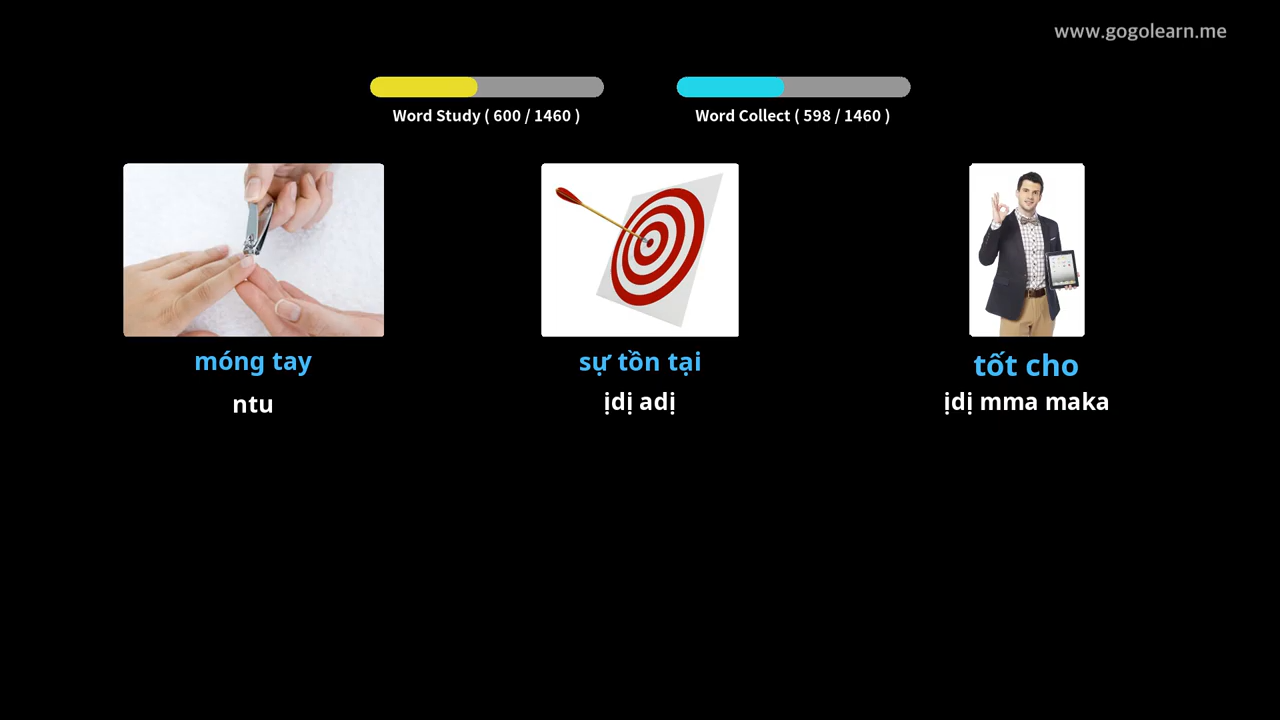 www.gogolearn.me
Word Study ( 600 / 1460 )
Word Collect ( 598 / 1460 )
móng tay
sự tồn tại
tốt cho
ntu
ịdị adị
ịdị mma maka